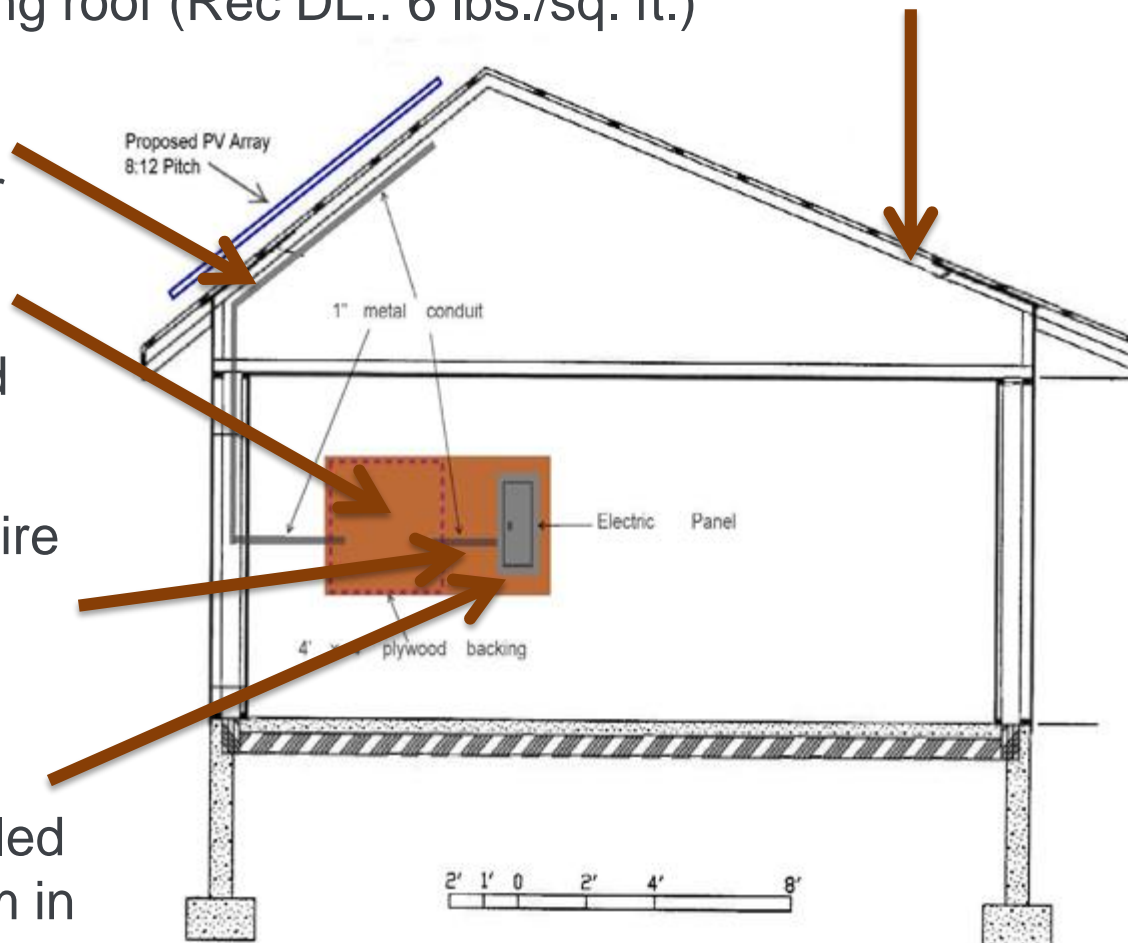 ng roof (Rec DL.: 6 lbs./sq. ft.)
Proposed PV Array
8:12 Pitch
1" metal conduit
ire
Electric Panel
4' plywood backing
led
m in
2' 1' 0 2' 4' 8'